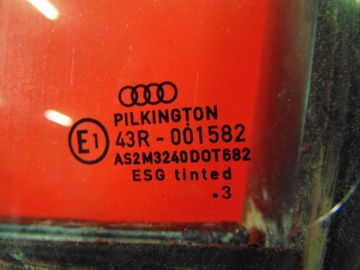 PILKINGTON
E1 43R - 001582
AS2M3240DOT682
ESG tinted
.3